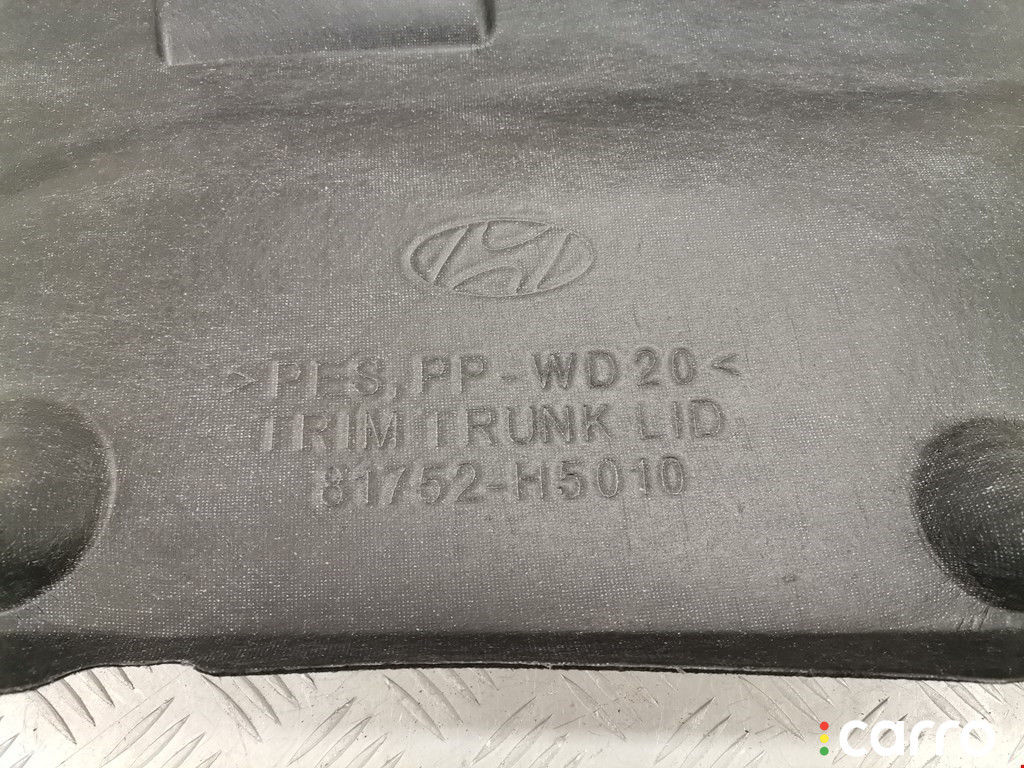 >PES, PP-WD20<
TRIM TRUNK LID
81752-H5010
carro